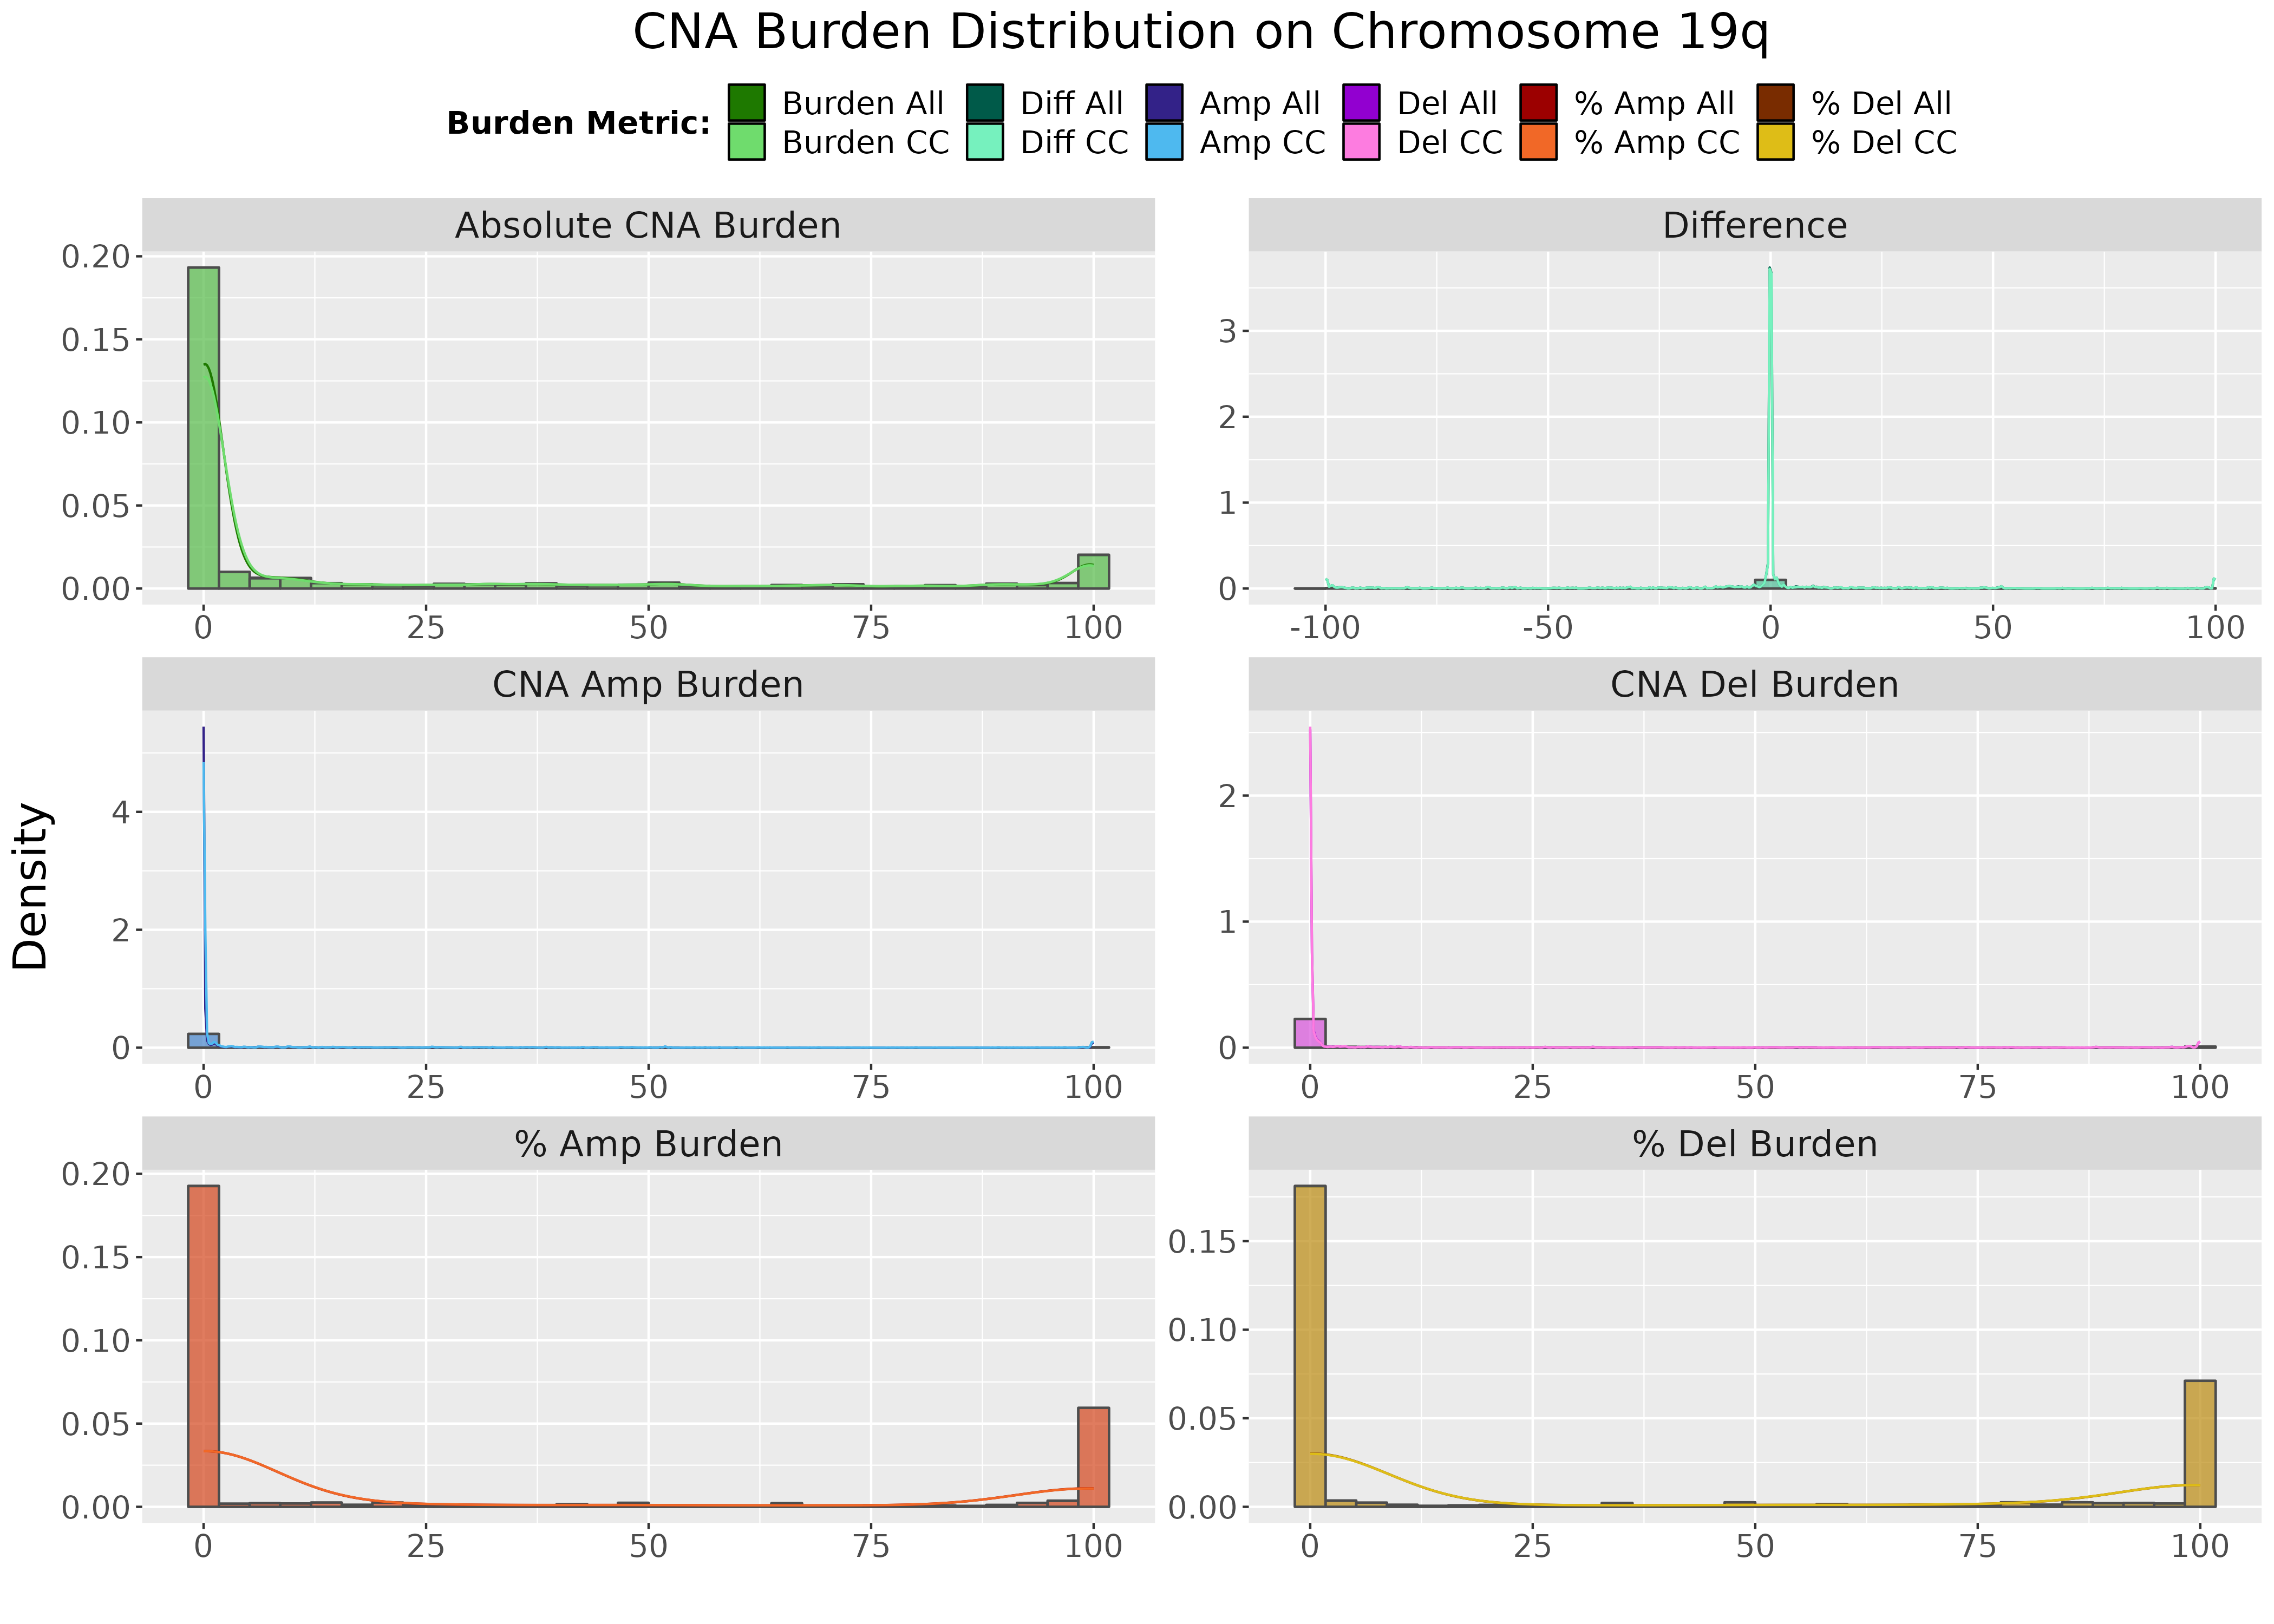 CNA Burden Distribution on Chromosome 19q
Burden Metric:
Burden All Diff All Amp All Del All % Amp All % Del All
Burden CC Diff CC Amp CC Del CC % Amp CC % Del CC
Absolute CNA Burden
0.20
0.15
0.10
0.05
0.00
0 25 50 75 100
Difference
3
2
1
0
-100 -50 0 50 100
CNA Amp Burden
4
2
0
0 25 50 75 100
CNA Del Burden
2
1
0
0 25 50 75 100
Density
% Amp Burden
0.20
0.15
0.10
0.05
0.00
0 25 50 75 100
% Del Burden
0.15
0.10
0.05
0.00
0 25 50 75 100